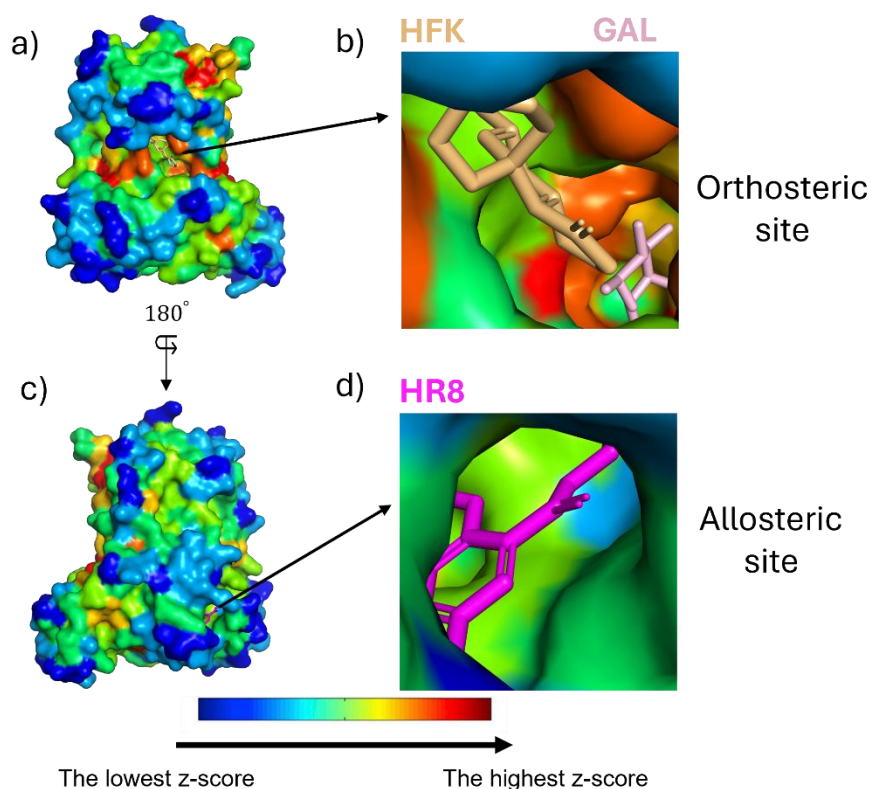 a)
b)
HFK
GAL
Orthosteric
site
180°
c)
d)
HR8
Allosteric
site
The lowest z-score
The highest z-score